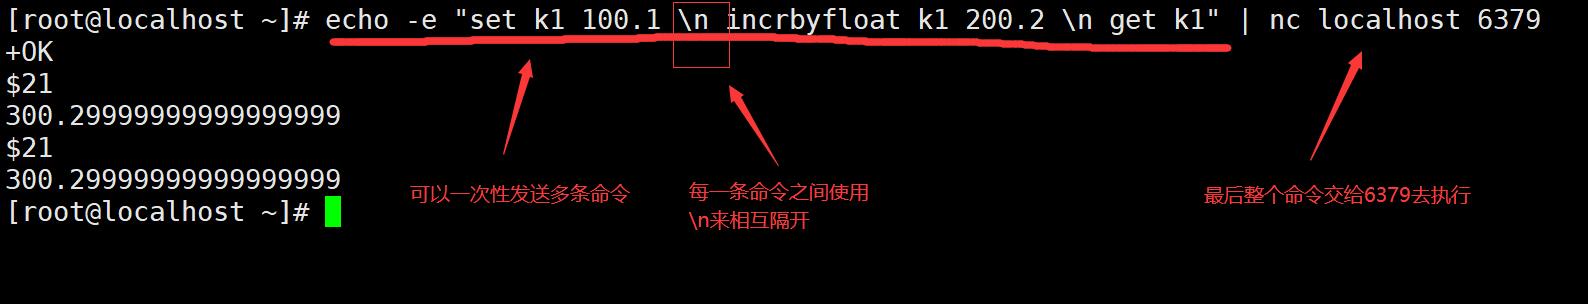 [root@localhost ~]# echo -e "set k1 100.1 \n incrbyfloat k1 200.2 \n get k1" | nc localhost 6379
+OK
$21
300.29999999999999999
$21
300.29999999999999999
[root@localhost ~]#
可以一次性发送多条命令
每一条命令之间使用
\n来相互隔开
最后整个命令交给6379去执行